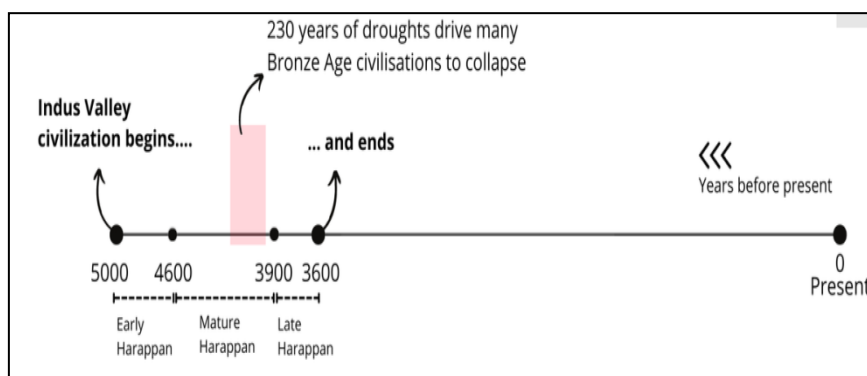 230 years of droughts drive many
Bronze Age civilisations to collapse
Indus Valley
civilization begins....
... and ends
Years before present
5000 4600 3900 3600 0
Present
Early Harappan
Mature Harappan
Late Harappan